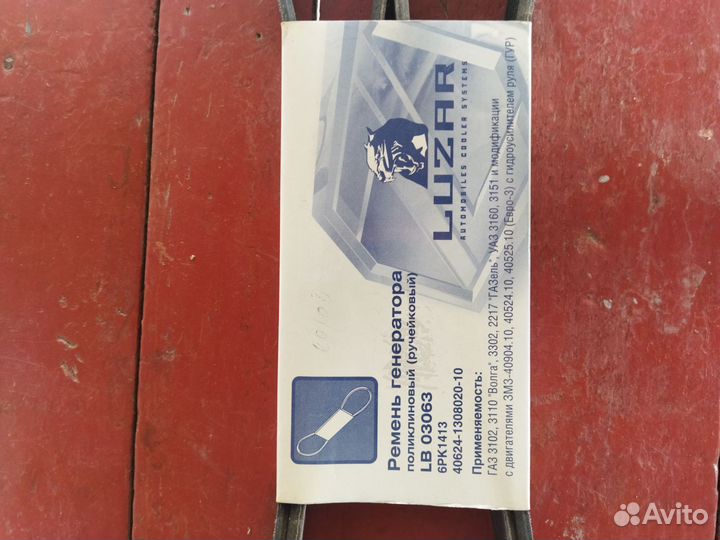 LUZAR
AUTOMOBILES COOLER SYSTEMS
Ремень генератора
поликлиновый (ручейковый)
LB 03063
6PK1413
40624-1308020-10
Применяемость:
ГАЗ 3102, 3110 "Волга", 3302, 2217 "ГАЗель", УАЗ 3160, 3151 и модификации
с двигателями ЗМЗ-40904.10, 40524.10, 40525.10 (Евро-3) с гидроусилителем руля (ГУР)
Avito